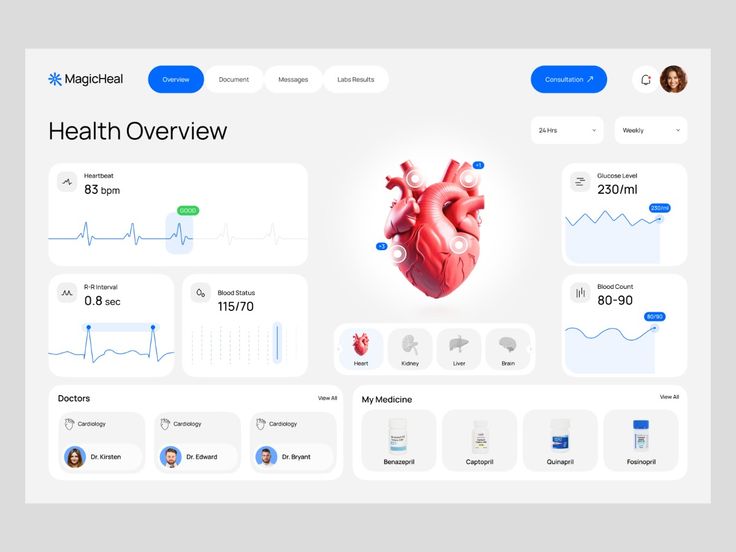 MagicHeal
Overview
Document
Messages
Labs Results
Consultation
Health Overview
24 Hrs
Weekly
Heartbeat
83 bpm
GOOD
+3
+3
Glucose Level
230/ml
230/ml
R-R Interval
0.8 sec
Blood Status
115/70
Blood Count
80-90
80/90
Heart
Kidney
Liver
Brain
Doctors
View All
Cardiology
Dr. Kirsten
Cardiology
Dr. Edward
Cardiology
Dr. Bryant
My Medicine
View All
Benazepril
Captopril
Quinapril
Fosinopril